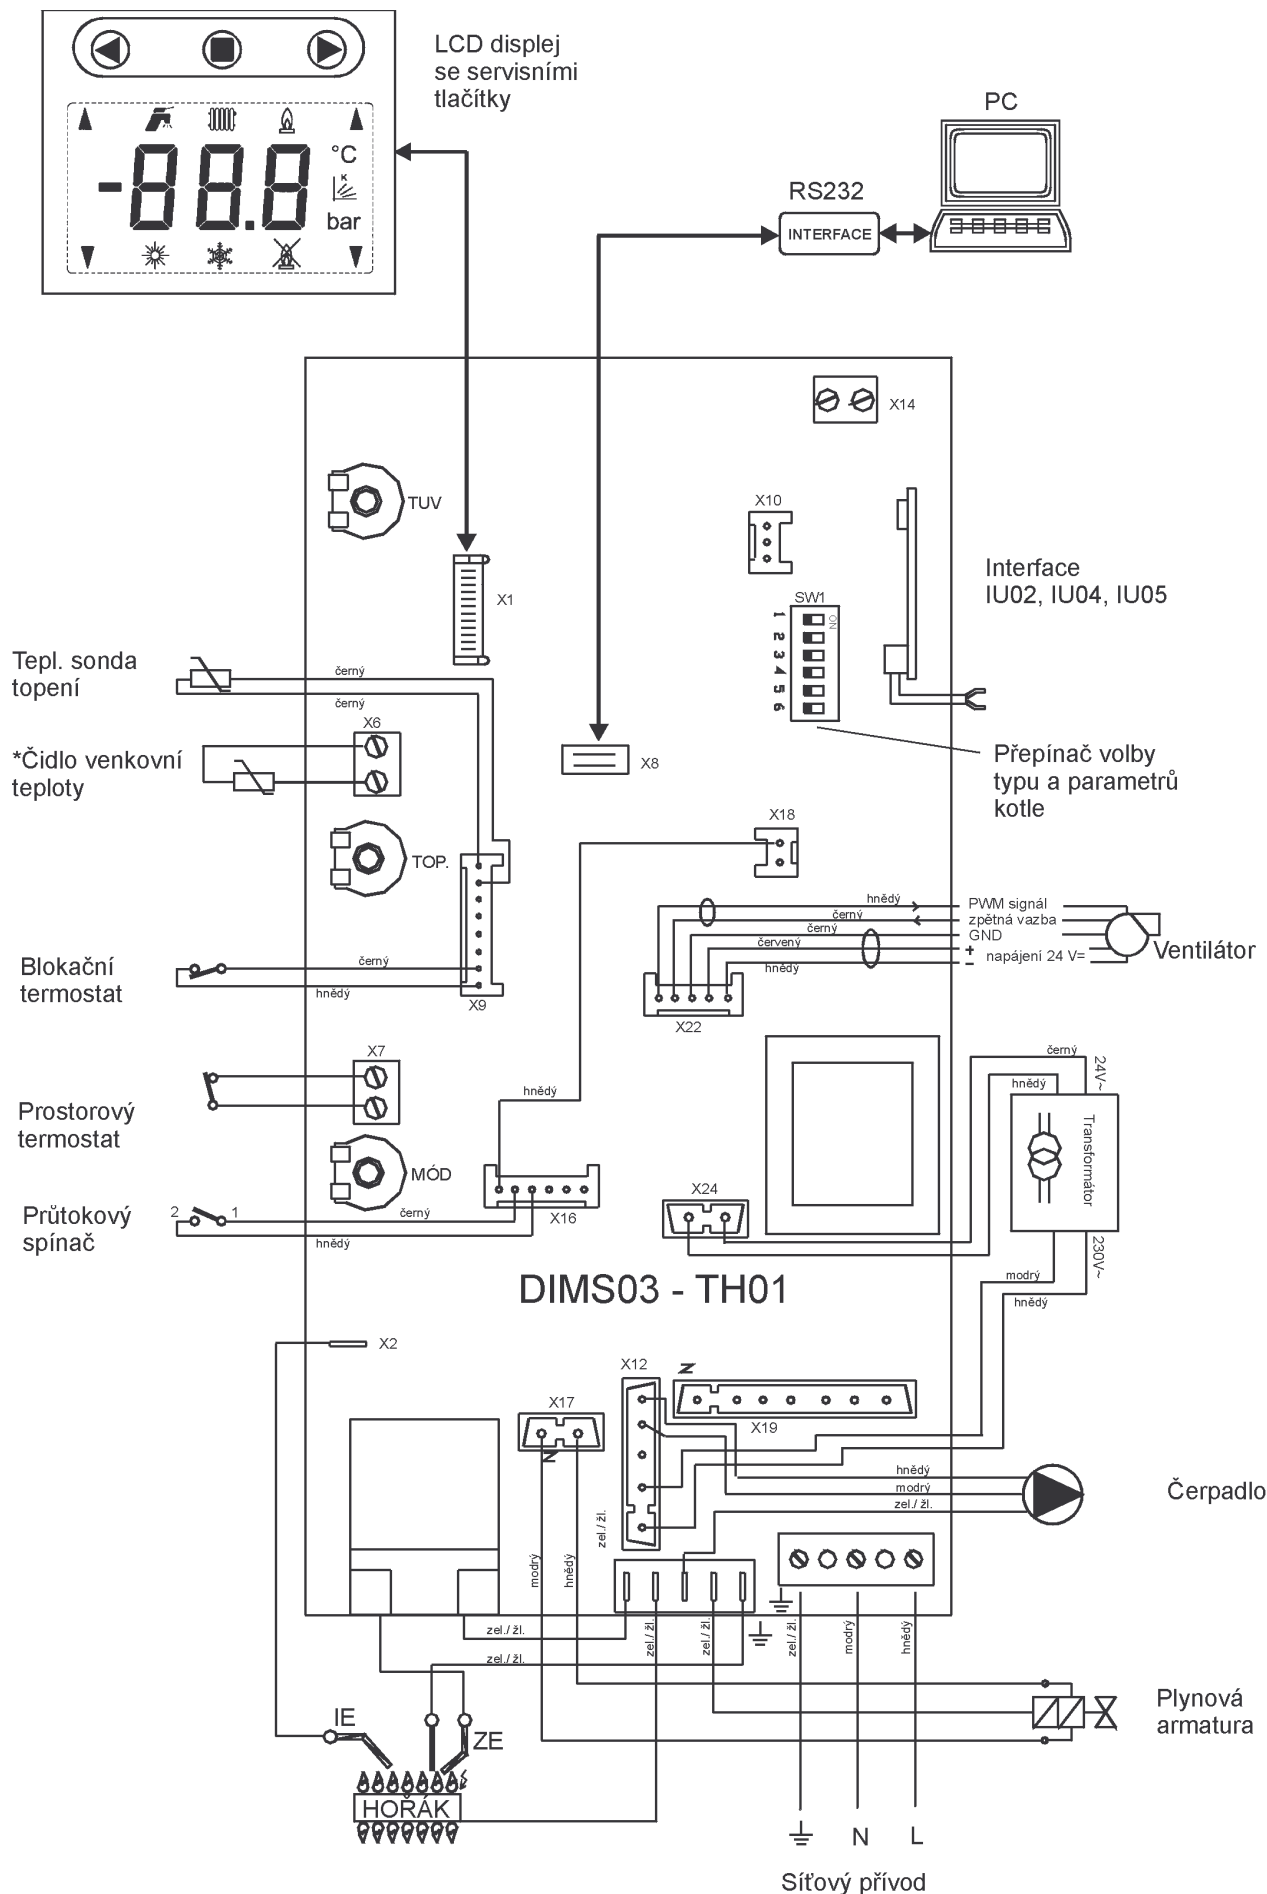 LCD displej
se servisními
tlačítky
-88.8
°C
K
bar
PC
RS232
INTERFACE
X14
TUV
X10
X1
Interface
IU02, IU04, IU05
SW1
ON
1
2
3
4
5
6
Tepl. sonda
topení
černý
černý
X6
*Čidlo venkovní
teploty
X8
Přepínač volby
typu a parametrů
kotle
TOP.
X18
hnědý
PWM signál
černý
zpětná vazba
černý
GND
červený
+
napájení 24 V=
hnědý
–
Ventilátor
Blokační
termostat
černý
hnědý
X9
X22
X7
hnědý
černý
hnědý
24V~
Transformátor
230V~
Prostorový
termostat
MÓD
X24
Průtokový
spínač
2
1
černý
hnědý
X16
modrý
hnědý
DIMS03 - TH01
X2
X12
N
X17
N
X19
hnědý
modrý
zel./ žl.
Čerpadlo
zel./ žl.
modrý
hnědý
zel./ žl.
zel./ žl.
zel./ žl.
zel./ žl.
zel./ žl.
modrý
hnědý
IE
ZE
HOŘÁK
Plynová
armatura
N
L
Síťový přívod